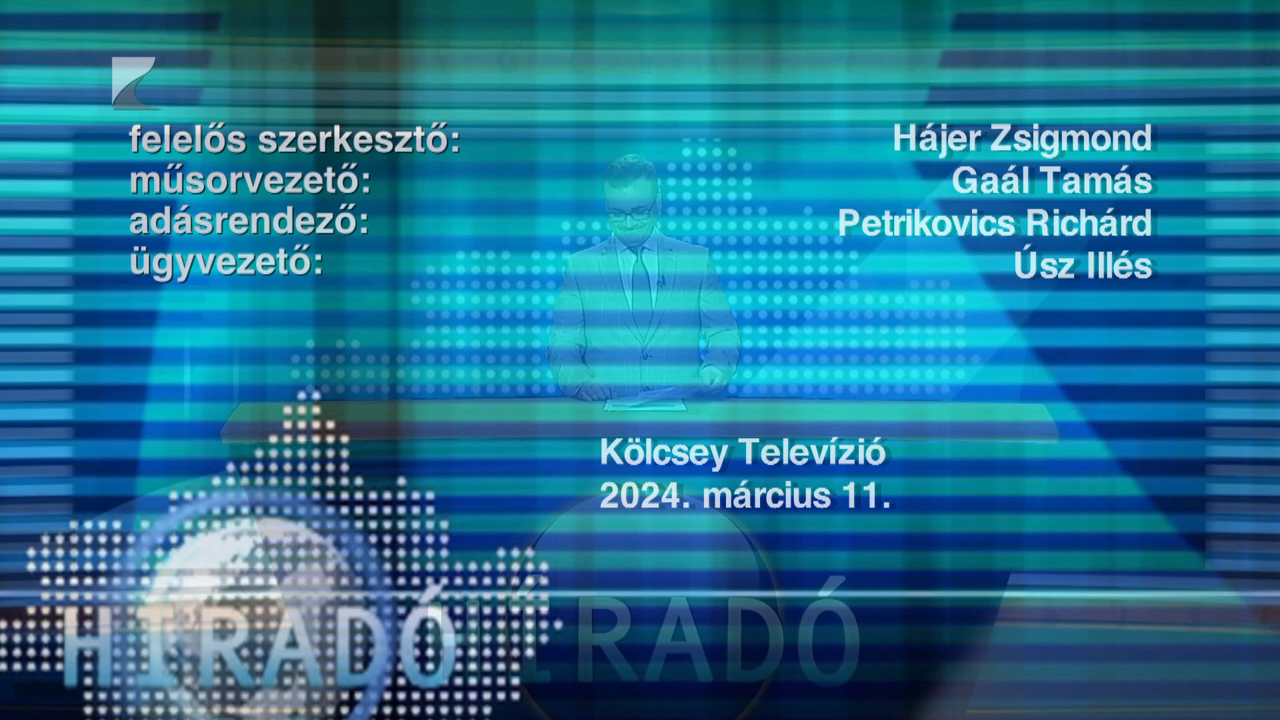 felelős szerkesztő: Hájer Zsigmond
műsorvezető: Gaál Tamás
adásrendező: Petrikovics Richárd
ügyvezető: Úsz Illés
Kölcsey Televízió
2024. március 11.
HÍRADÓ
HÍRADÓ